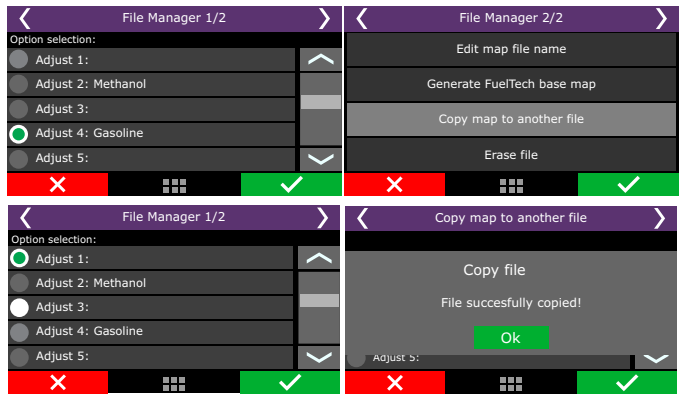 File Manager 1/2
Option selection:
Adjust 1:
Adjust 2: Methanol
Adjust 3:
Adjust 4: Gasoline
Adjust 5:
File Manager 2/2
Edit map file name
Generate FuelTech base map
Copy map to another file
Erase file
File Manager 1/2
Option selection:
Adjust 1:
Adjust 2: Methanol
Adjust 3:
Adjust 4: Gasoline
Adjust 5:
Copy map to another file
Copy file
File succesfully copied!
Ok
Adjust 5: